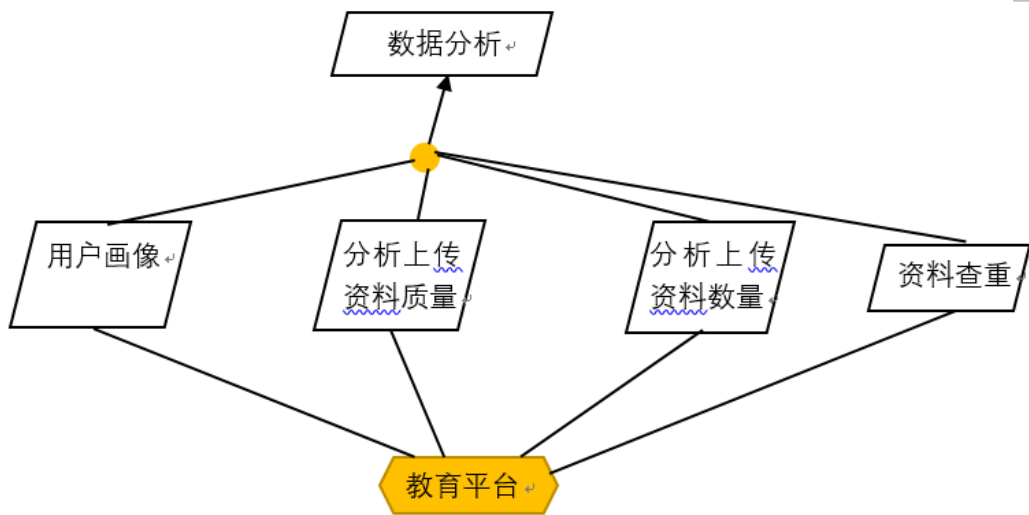 数据分析
用户画像
分析上传
资料质量
分析上传
资料数量
资料查重
教育平台